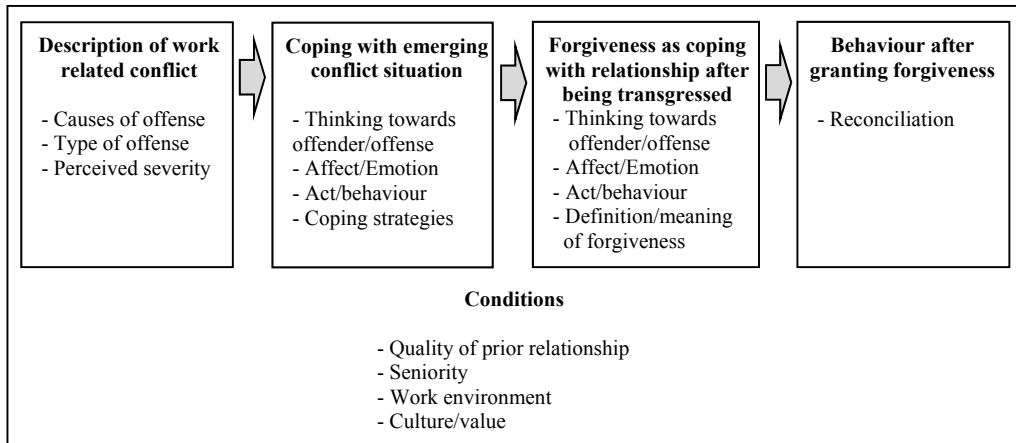 Description of work
related conflict
- Causes of offense
- Type of offense
- Perceived severity
Coping with emerging
conflict situation
- Thinking towards
offender/offense
- Affect/Emotion
- Act/behaviour
- Coping strategies
Forgiveness as coping
with relationship after
being transgressed
- Thinking towards
offender/offense
- Affect/Emotion
- Act/behaviour
- Definition/meaning
of forgiveness
Behaviour after
granting forgiveness
- Reconciliation
Conditions
- Quality of prior relationship
- Seniority
- Work environment
- Culture/value